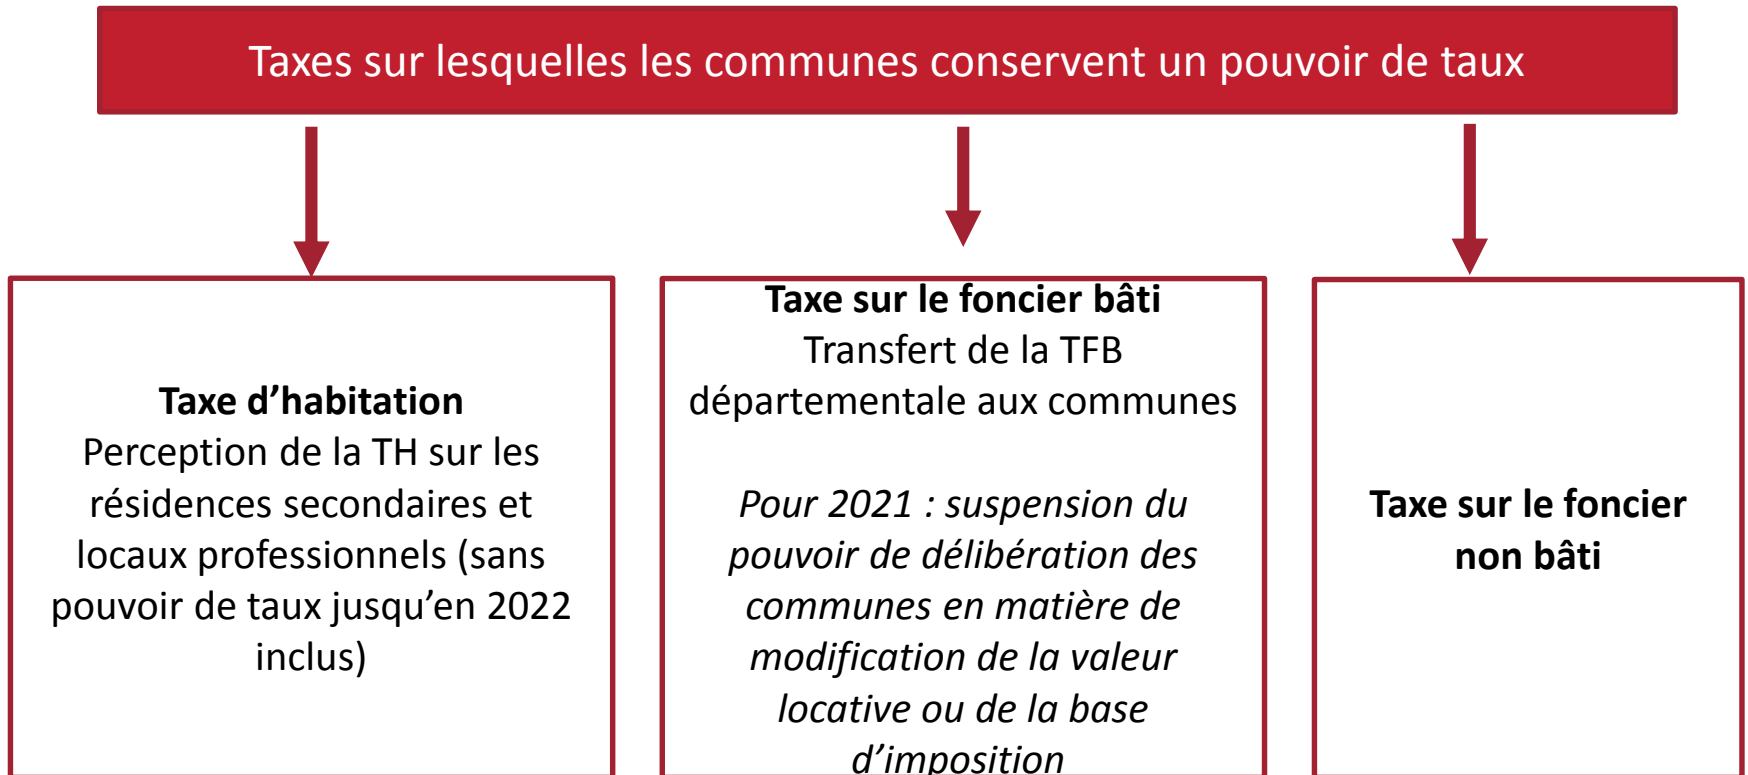 Taxes sur lesquelles les communes conservent un pouvoir de taux
Taxe d’habitation
Perception de la TH sur les
résidences secondaires et
locaux professionnels (sans
pouvoir de taux jusqu’en 2022
inclus)
Taxe sur le foncier bâti
Transfert de la TFB
départementale aux communes
Pour 2021 : suspension du
pouvoir de délibération des
communes en matière de
modification de la valeur
locative ou de la base
d’imposition
Taxe sur le foncier
non bâti